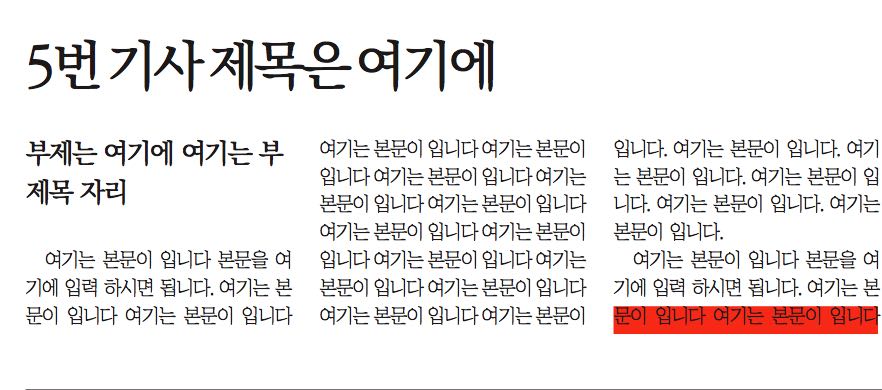 5번 기사 제목은 여기에
부제는 여기에 여기는 부
제목 자리
여기는 본문이 입니다 본문을 여
기에 입력 하시면 됩니다. 여기는 본
문이 입니다 여기는 본문이 입니다
여기는 본문이 입니다 여기는 본문이
입니다 여기는 본문이 입니다 여기는
본문이 입니다 여기는 본문이 입니다
여기는 본문이 입니다 여기는 본문이
입니다 여기는 본문이 입니다 여기는
본문이 입니다 여기는 본문이 입니다
여기는 본문이 입니다 여기는 본문이
입니다. 여기는 본문이 입니다. 여기
는 본문이 입니다. 여기는 본문이 입
니다. 여기는 본문이 입니다. 여기는
본문이 입니다.
여기는 본문이 입니다 본문을 여
기에 입력 하시면 됩니다. 여기는 본
문이 입니다 여기는 본문이 입니다